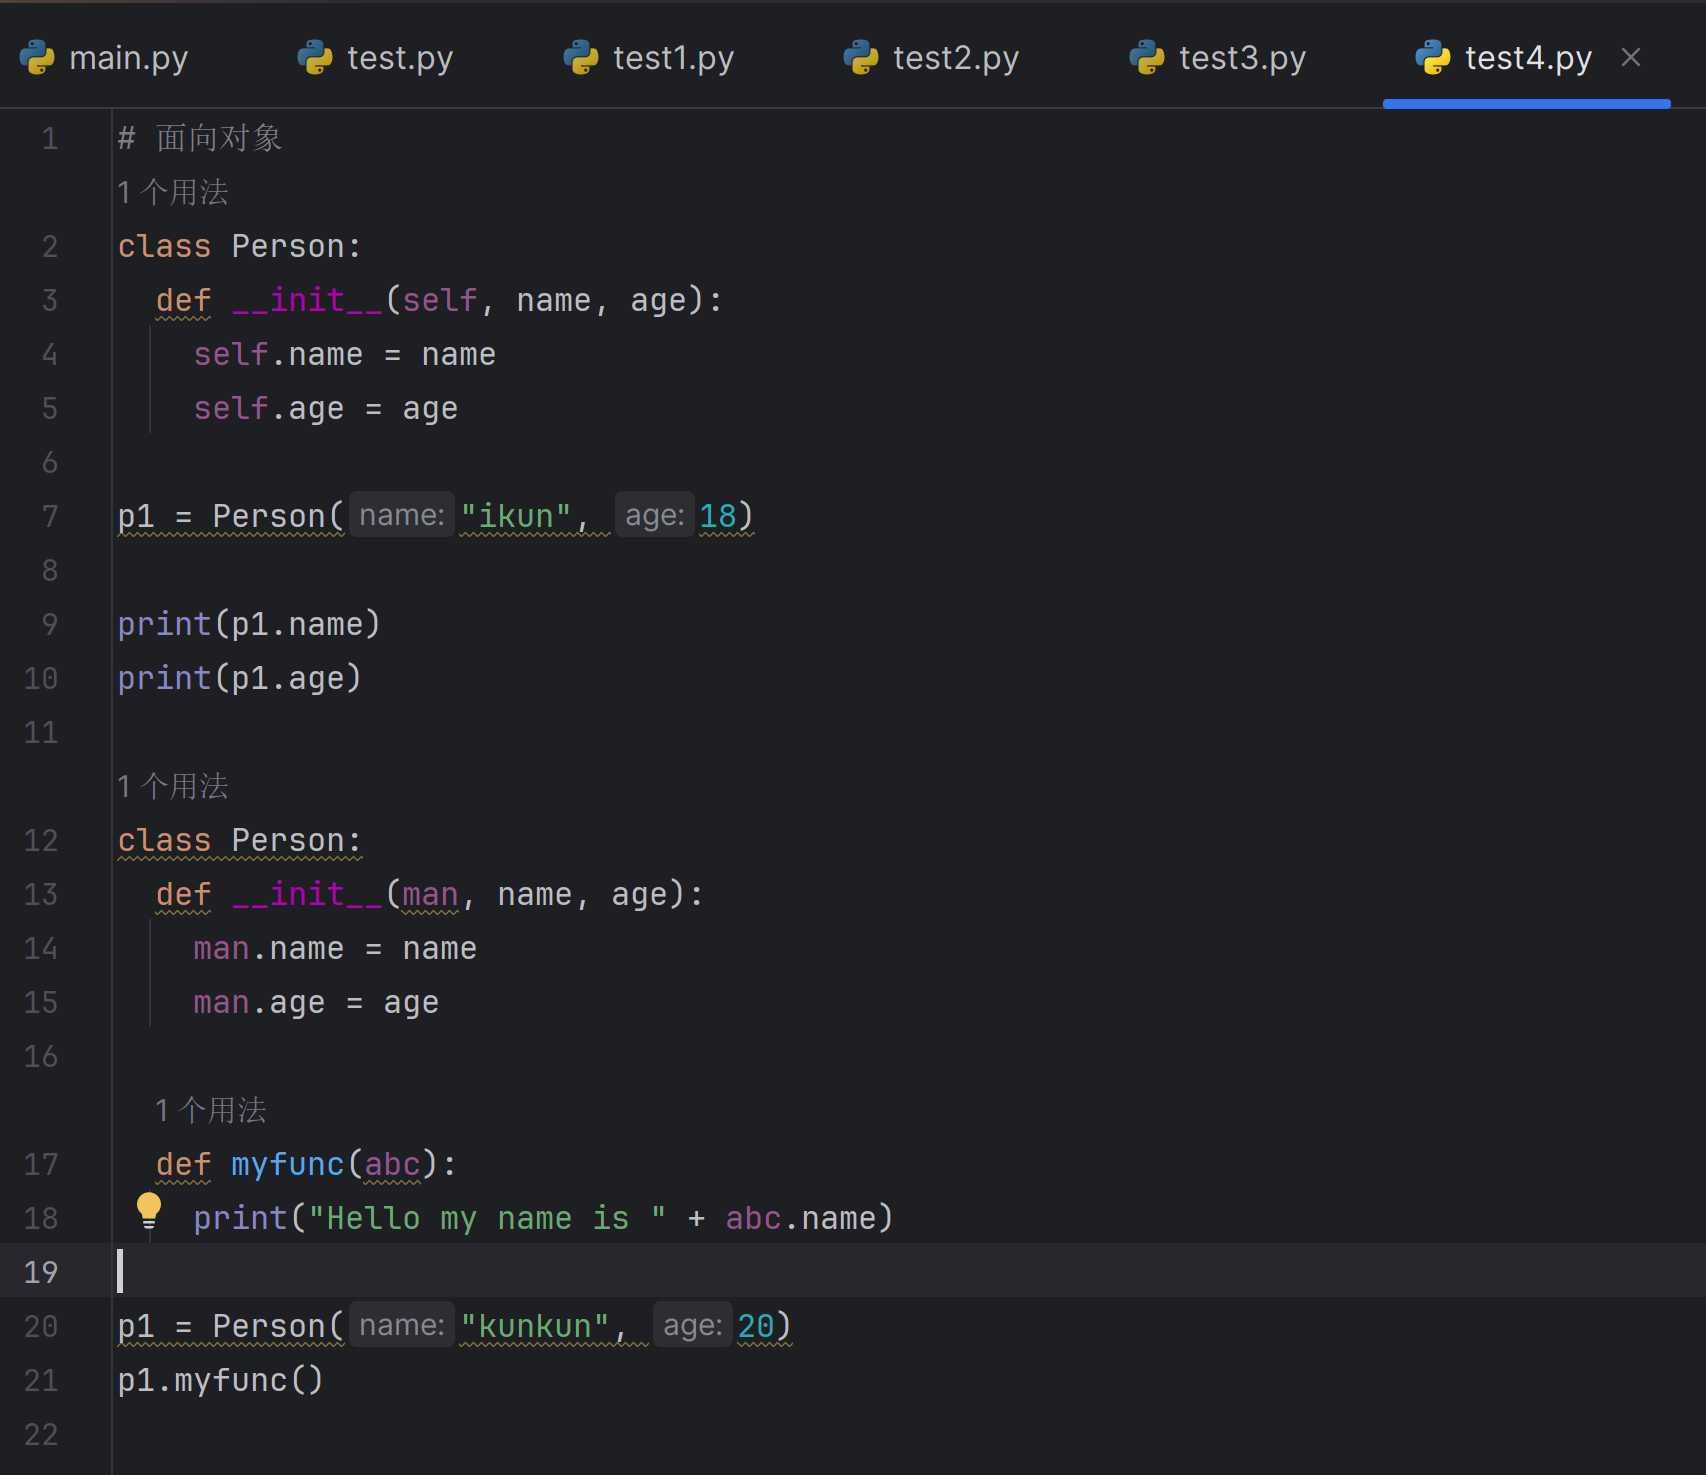 main.py test.py test1.py test2.py test3.py test4.py
1 # 面向对象
1 个用法
2 class Person:
3   def __init__(self, name, age):
4     self.name = name
5     self.age = age
6
7 p1 = Person( name: "ikun",  age: 18)
8
9 print(p1.name)
10 print(p1.age)
11
1 个用法
12 class Person:
13   def __init__(man, name, age):
14     man.name = name
15     man.age = age
16
  1 个用法
17   def myfunc(abc):
18     print("Hello my name is " + abc.name)
19
20 p1 = Person( name: "kunkun",  age: 20)
21 p1.myfunc()
22